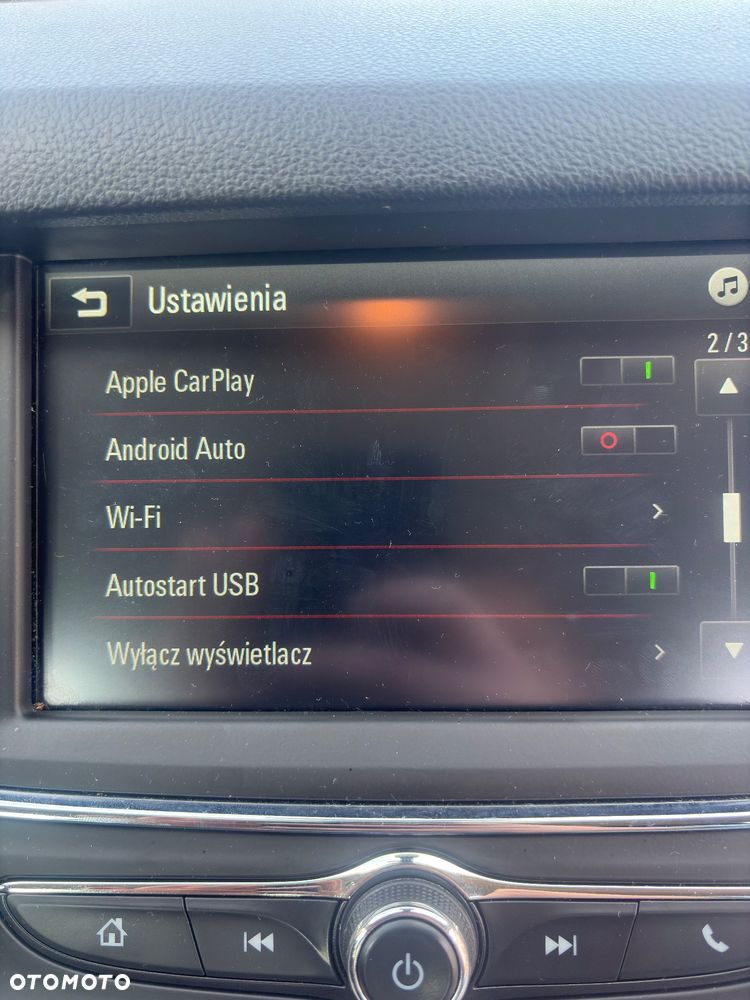 Ustawienia
2/3
Apple CarPlay
Android Auto
Wi-Fi
Autostart USB
Wyłącz wyświetlacz
OTOMOTO